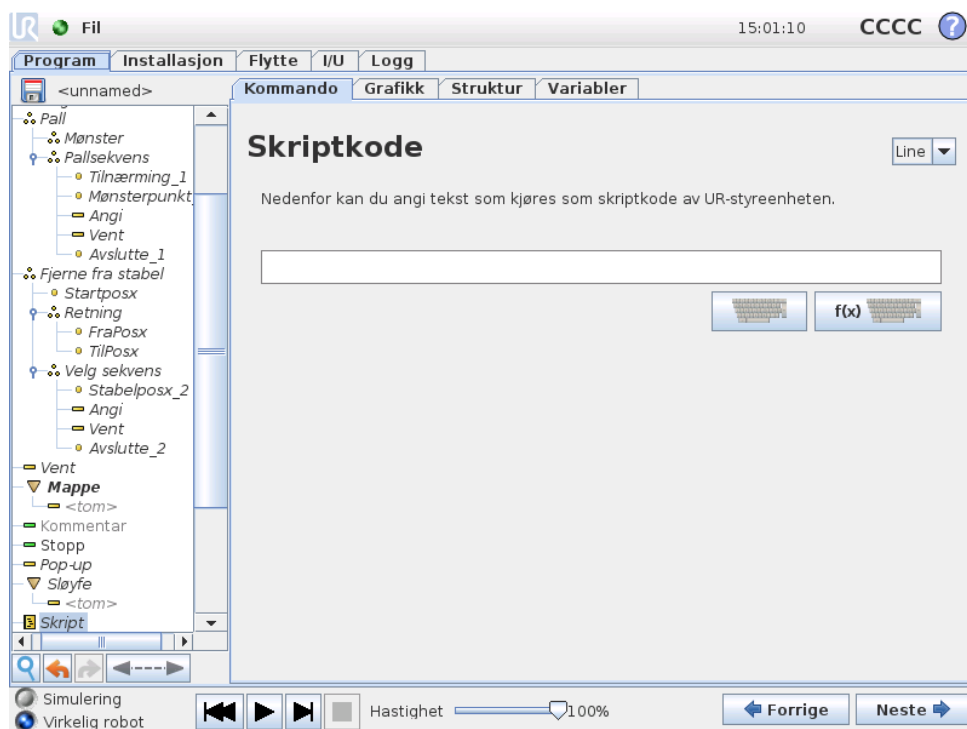 Fil
15:01:10
CCCC
?
Program
Installasjon
Flytte
I/U
Logg
<unnamed>
Kommando
Grafikk
Struktur
Variabler
Pall
Mønster
Pallsekvens
Tilnærming_1
Mønsterpunkt_
Angi
Vent
Avslutte_1
Fjerne fra stabel
Startposx
Retning
FraPosx
TilPosx
Velg sekvens
Stabelposx_2
Angi
Vent
Avslutte_2
Vent
Mappe
<tom>
Kommentar
Stopp
Pop-up
Sløyfe
<tom>
Skript
Skriptkode
Line
Nedenfor kan du angi tekst som kjøres som skriptkode av UR-styreenheten.
f(x)
Simulering
Virkelig robot
Hastighet
100%
Forrige
Neste